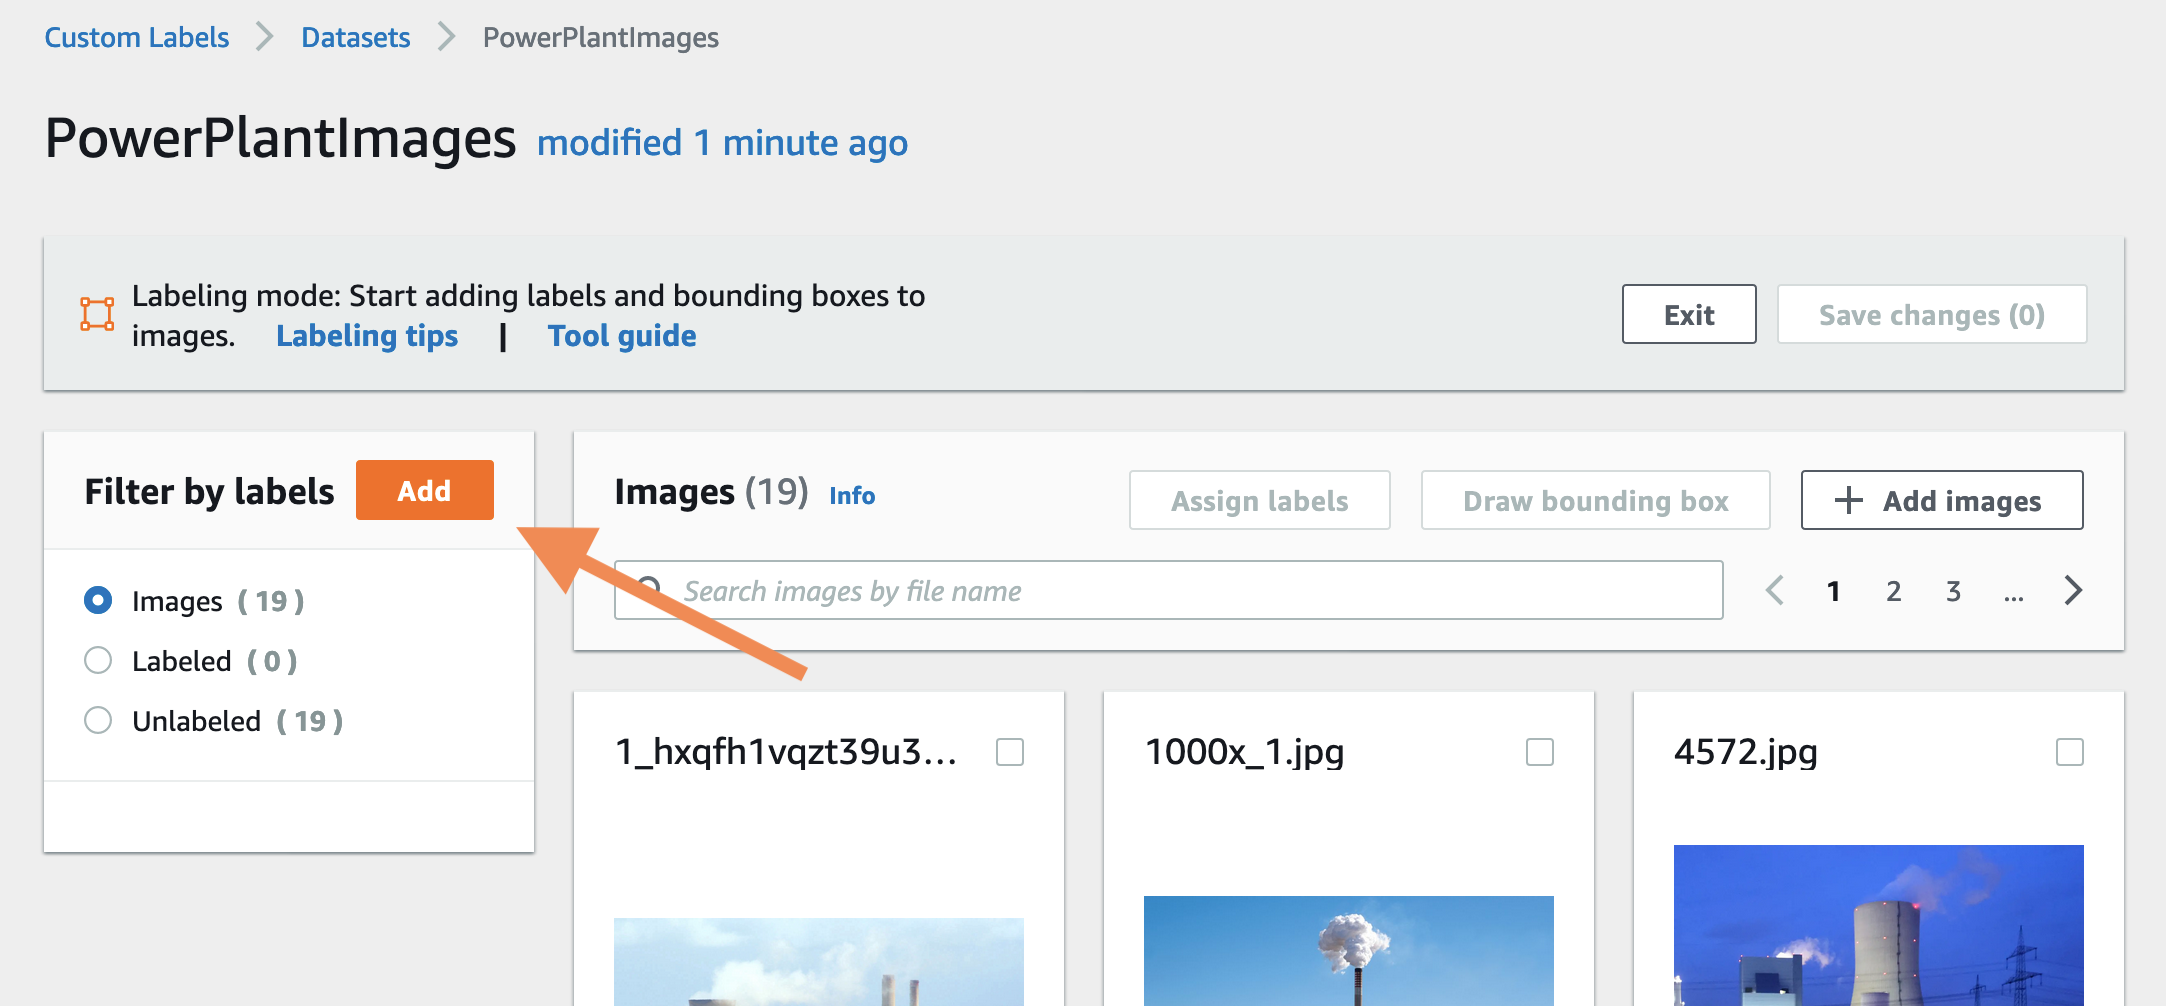 Custom Labels > Datasets > PowerPlantImages
PowerPlantImages modified 1 minute ago
Labeling mode: Start adding labels and bounding boxes to
images. Labeling tips | Tool guide
Exit
Save changes (0)
Filter by labels
Add
Images (19) Info
Assign labels
Draw bounding box
+ Add images
Images ( 19 )
Labeled ( 0 )
Unlabeled ( 19 )
Search images by file name
< 1 2 3 ... >
1_hxqfh1vqzt39u3...
1000x_1.jpg
4572.jpg